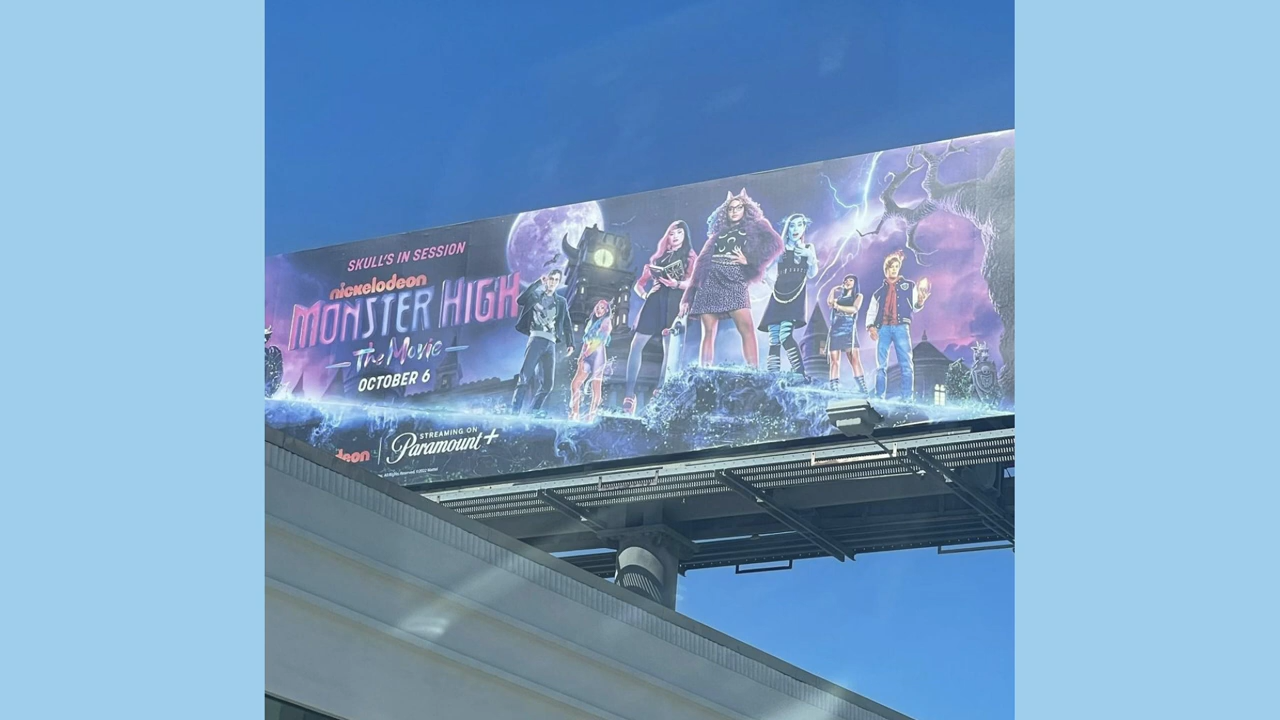 SKULL'S IN SESSION
nickelodeon
MONSTER HIGH
The Movie
OCTOBER 6
STREAMING ON
Paramount+